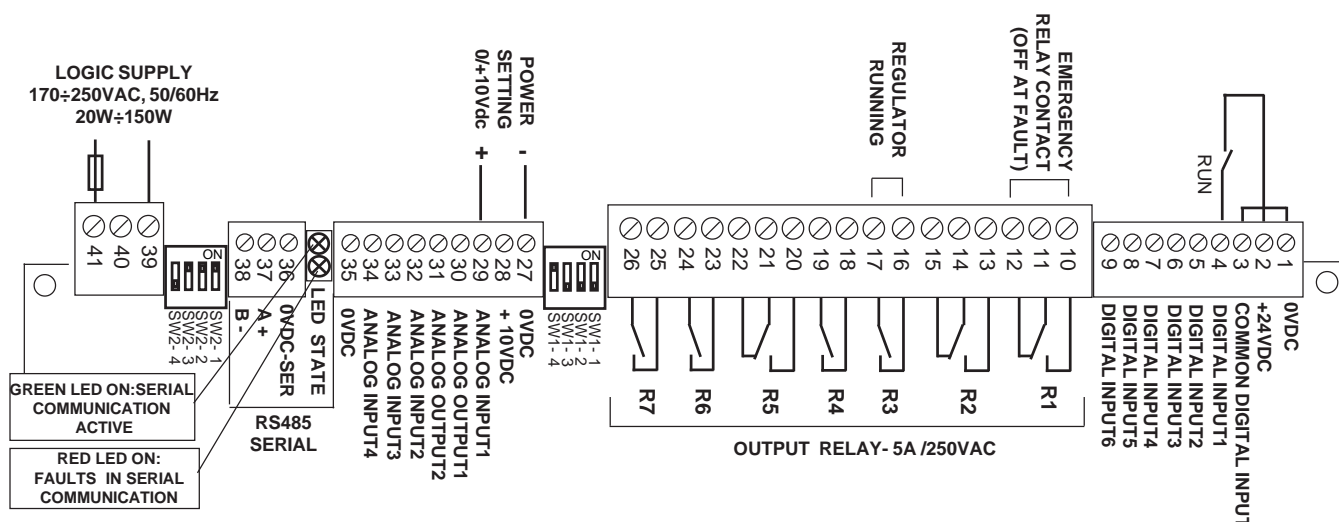 LOGIC SUPPLY
170÷250VAC, 50/60Hz
20W÷150W
POWER
SETTING
0/+10Vdc
+ -
REGULATOR
RUNNING
EMERGENCY
RELAY CONTACT
(OFF AT FAULT)
RUN
41 40 39
ON
SW2-4 SW2-3 SW2-2 SW2-1
38 37 36
B - A + 0VDC-SER LED STATE
RS485
SERIAL
GREEN LED ON:SERIAL
COMMUNICATION
ACTIVE
RED LED ON:
FAULTS IN SERIAL
COMMUNICATION
35 34 33 32 31 30 29 28 27
0VDC
ANALOG INPUT4
ANALOG INPUT3
ANALOG INPUT2
ANALOG OUTPUT2
ANALOG OUTPUT1
ANALOG INPUT1
+ 10VDC
0VDC
ON
SW1-4 SW1-3 SW1-2 SW1-1
26 25 24 23 22 21 20 19 18 17 16 15 14 13 12 11 10
R7 R6 R5 R4 R3 R2 R1
OUTPUT RELAY- 5A /250VAC
9 8 7 6 5 4 3 2 1
DIGITAL INPUT6
DIGITAL INPUT5
DIGITAL INPUT4
DIGITAL INPUT3
DIGITAL INPUT2
DIGITAL INPUT1
COMMON DIGITAL INPUT
+24VDC
0VDC